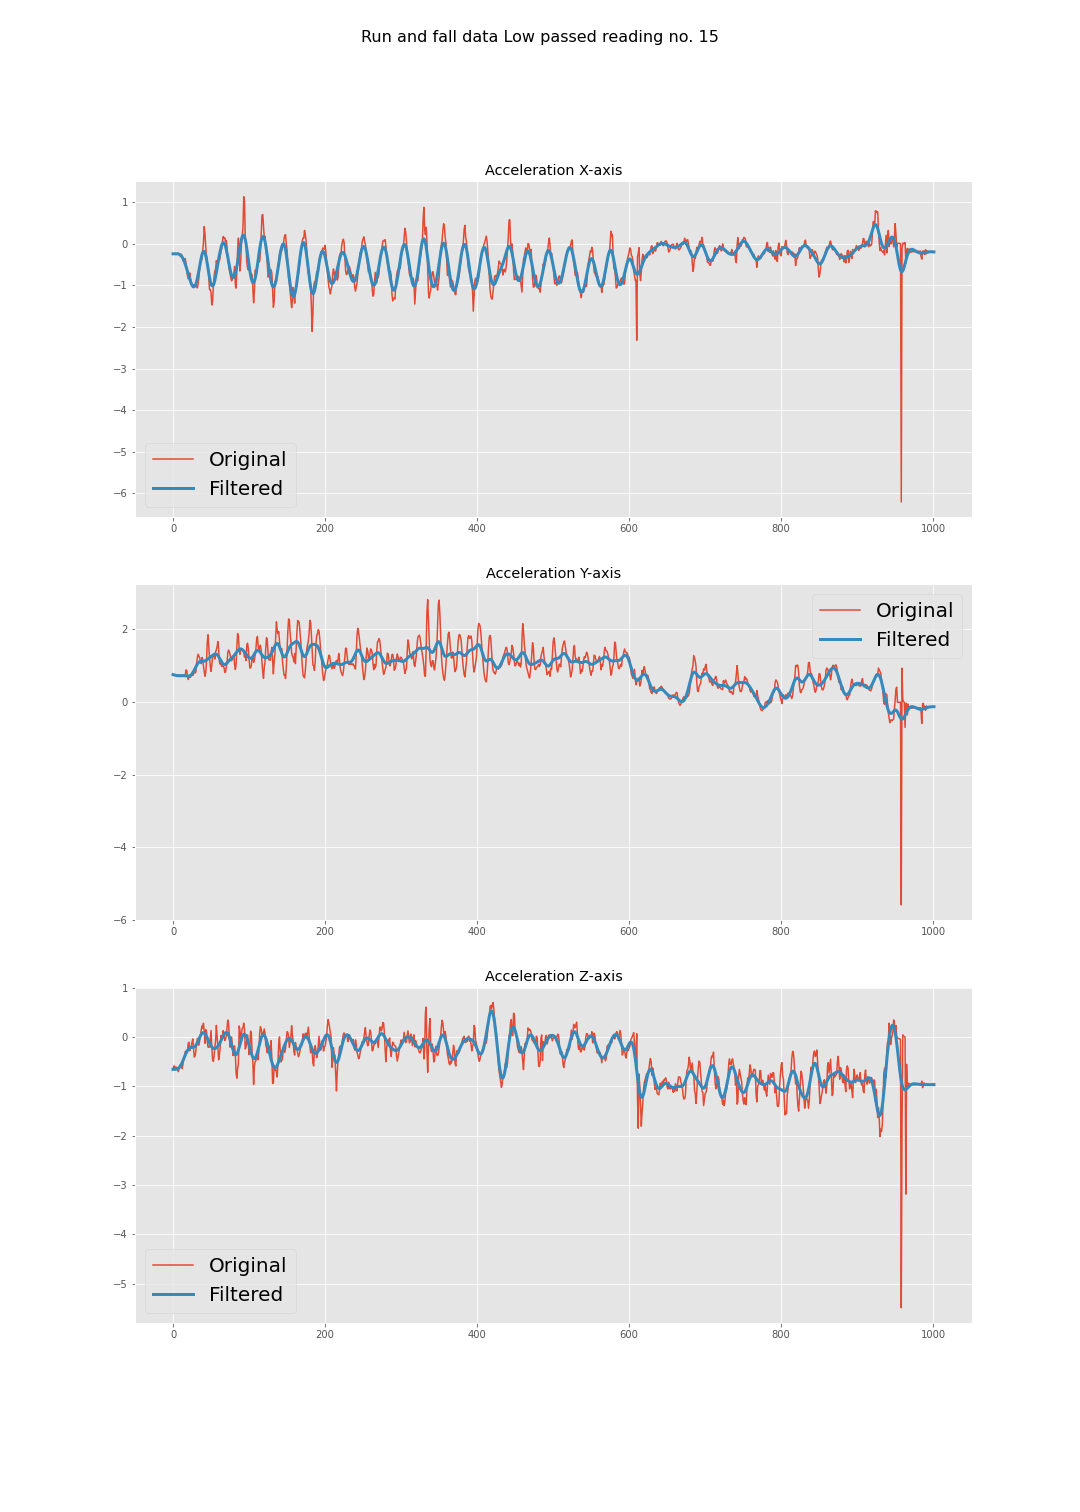 Run and fall data Low passed reading no. 15
Acceleration X-axis
1
0
−1
−2
−3
−4
−5
−6
Original
Filtered
0 200 400 600 800 1000
Acceleration Y-axis
2
0
−2
−4
−6
Original
Filtered
0 200 400 600 800 1000
Acceleration Z-axis
1
0
−1
−2
−3
−4
−5
Original
Filtered
0 200 400 600 800 1000